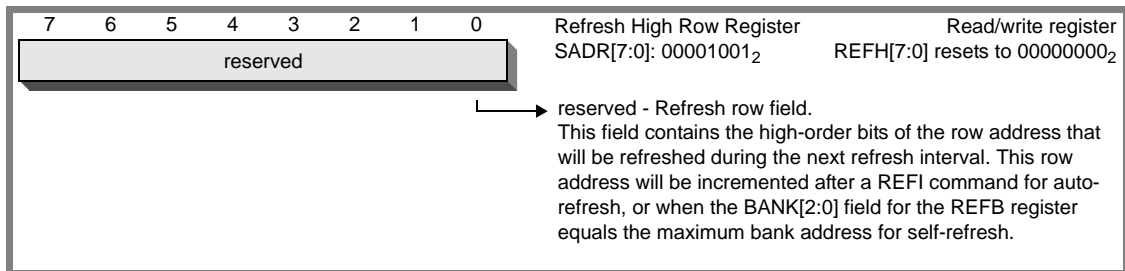 7 6 5 4 3 2 1 0
reserved
Refresh High Row Register Read/write register
SADR[7:0]: 00001001₂ REFH[7:0] resets to 00000000₂
reserved - Refresh row field.
This field contains the high-order bits of the row address that
will be refreshed during the next refresh interval. This row
address will be incremented after a REFI command for auto-
refresh, or when the BANK[2:0] field for the REFB register
equals the maximum bank address for self-refresh.